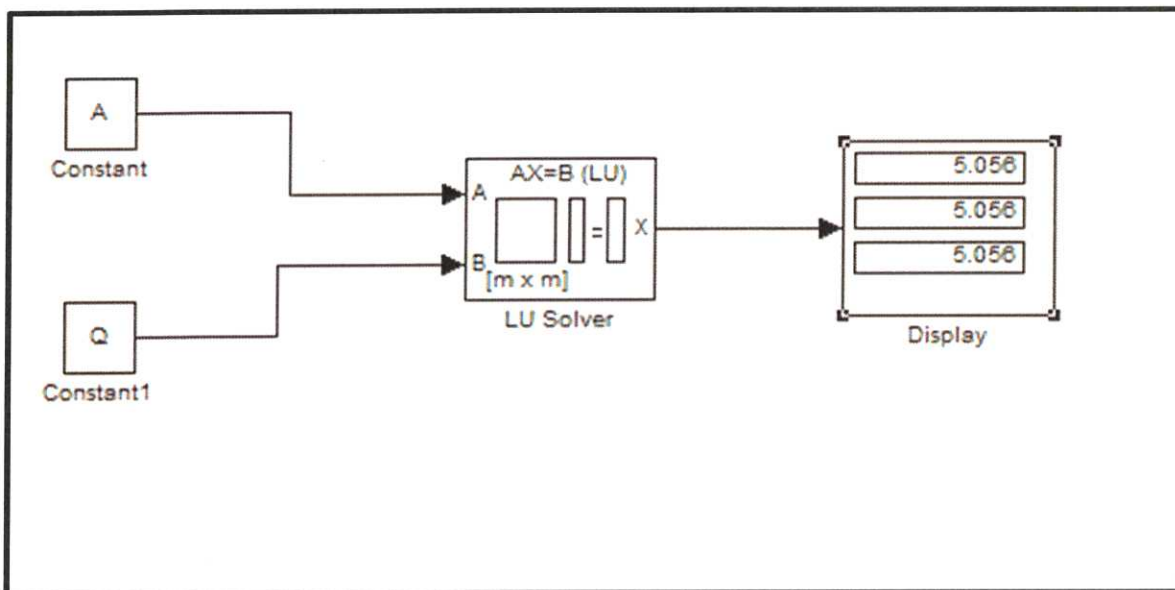 A
Constant
Q
Constant1
AX=B (LU)
A
B
=
X
[m x m]
LU Solver
5.056
5.056
5.056
Display